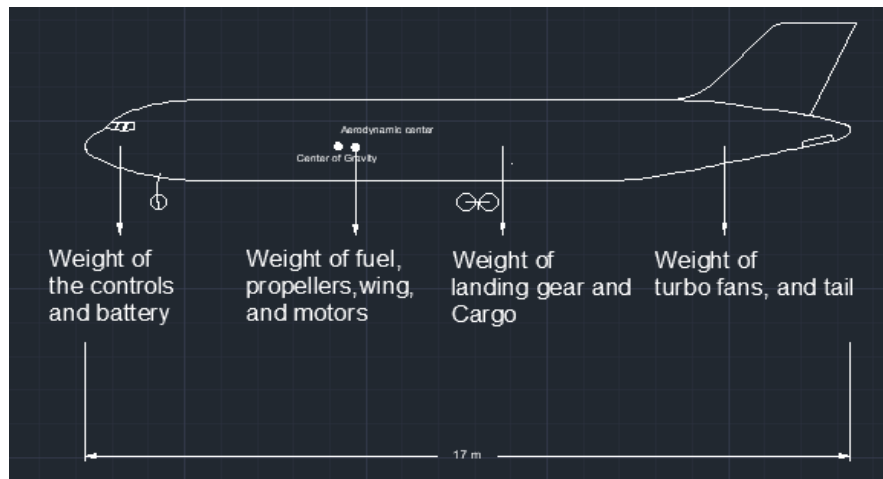 Aerodynamic center
Center of Gravity
Weight of
the controls
and battery
Weight of fuel,
propellers,wing,
and motors
Weight of
landing gear and
Cargo
Weight of
turbo fans, and tail
17 m